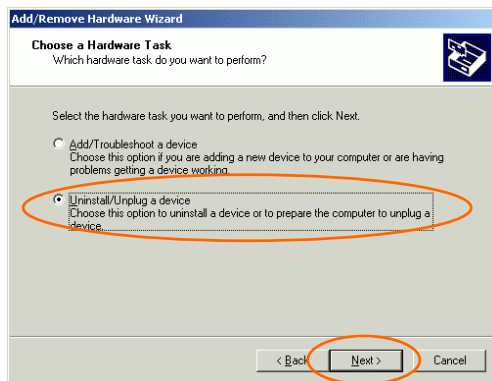 Add/Remove Hardware Wizard
Choose a Hardware Task
Which hardware task do you want to perform?
Select the hardware task you want to perform, and then click Next.
Add/Troubleshoot a device
Choose this option if you are adding a new device to your computer or are having
problems getting a device working.
Uninstall/Unplug a device
Choose this option to uninstall a device or to prepare the computer to unplug a
device.
< Back Next > Cancel